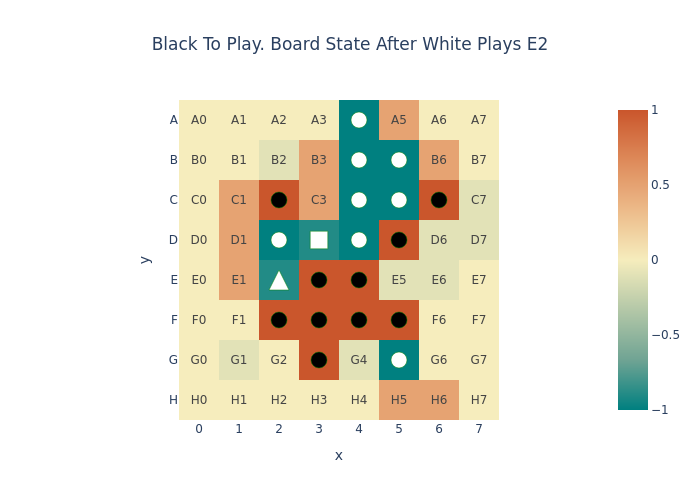 Black To Play. Board State After White Plays E2
A A0 A1 A2 A3 A5 A6 A7 1
B B0 B1 B2 B3 B6 B7
C C0 C1 C3 C7 0.5
D D0 D1 D6 D7
y E E0 E1 E5 E6 E7 0
F F0 F1 F6 F7
G G0 G1 G2 G4 G6 G7 −0.5
H H0 H1 H2 H3 H4 H5 H6 H7 −1
0 1 2 3 4 5 6 7
x